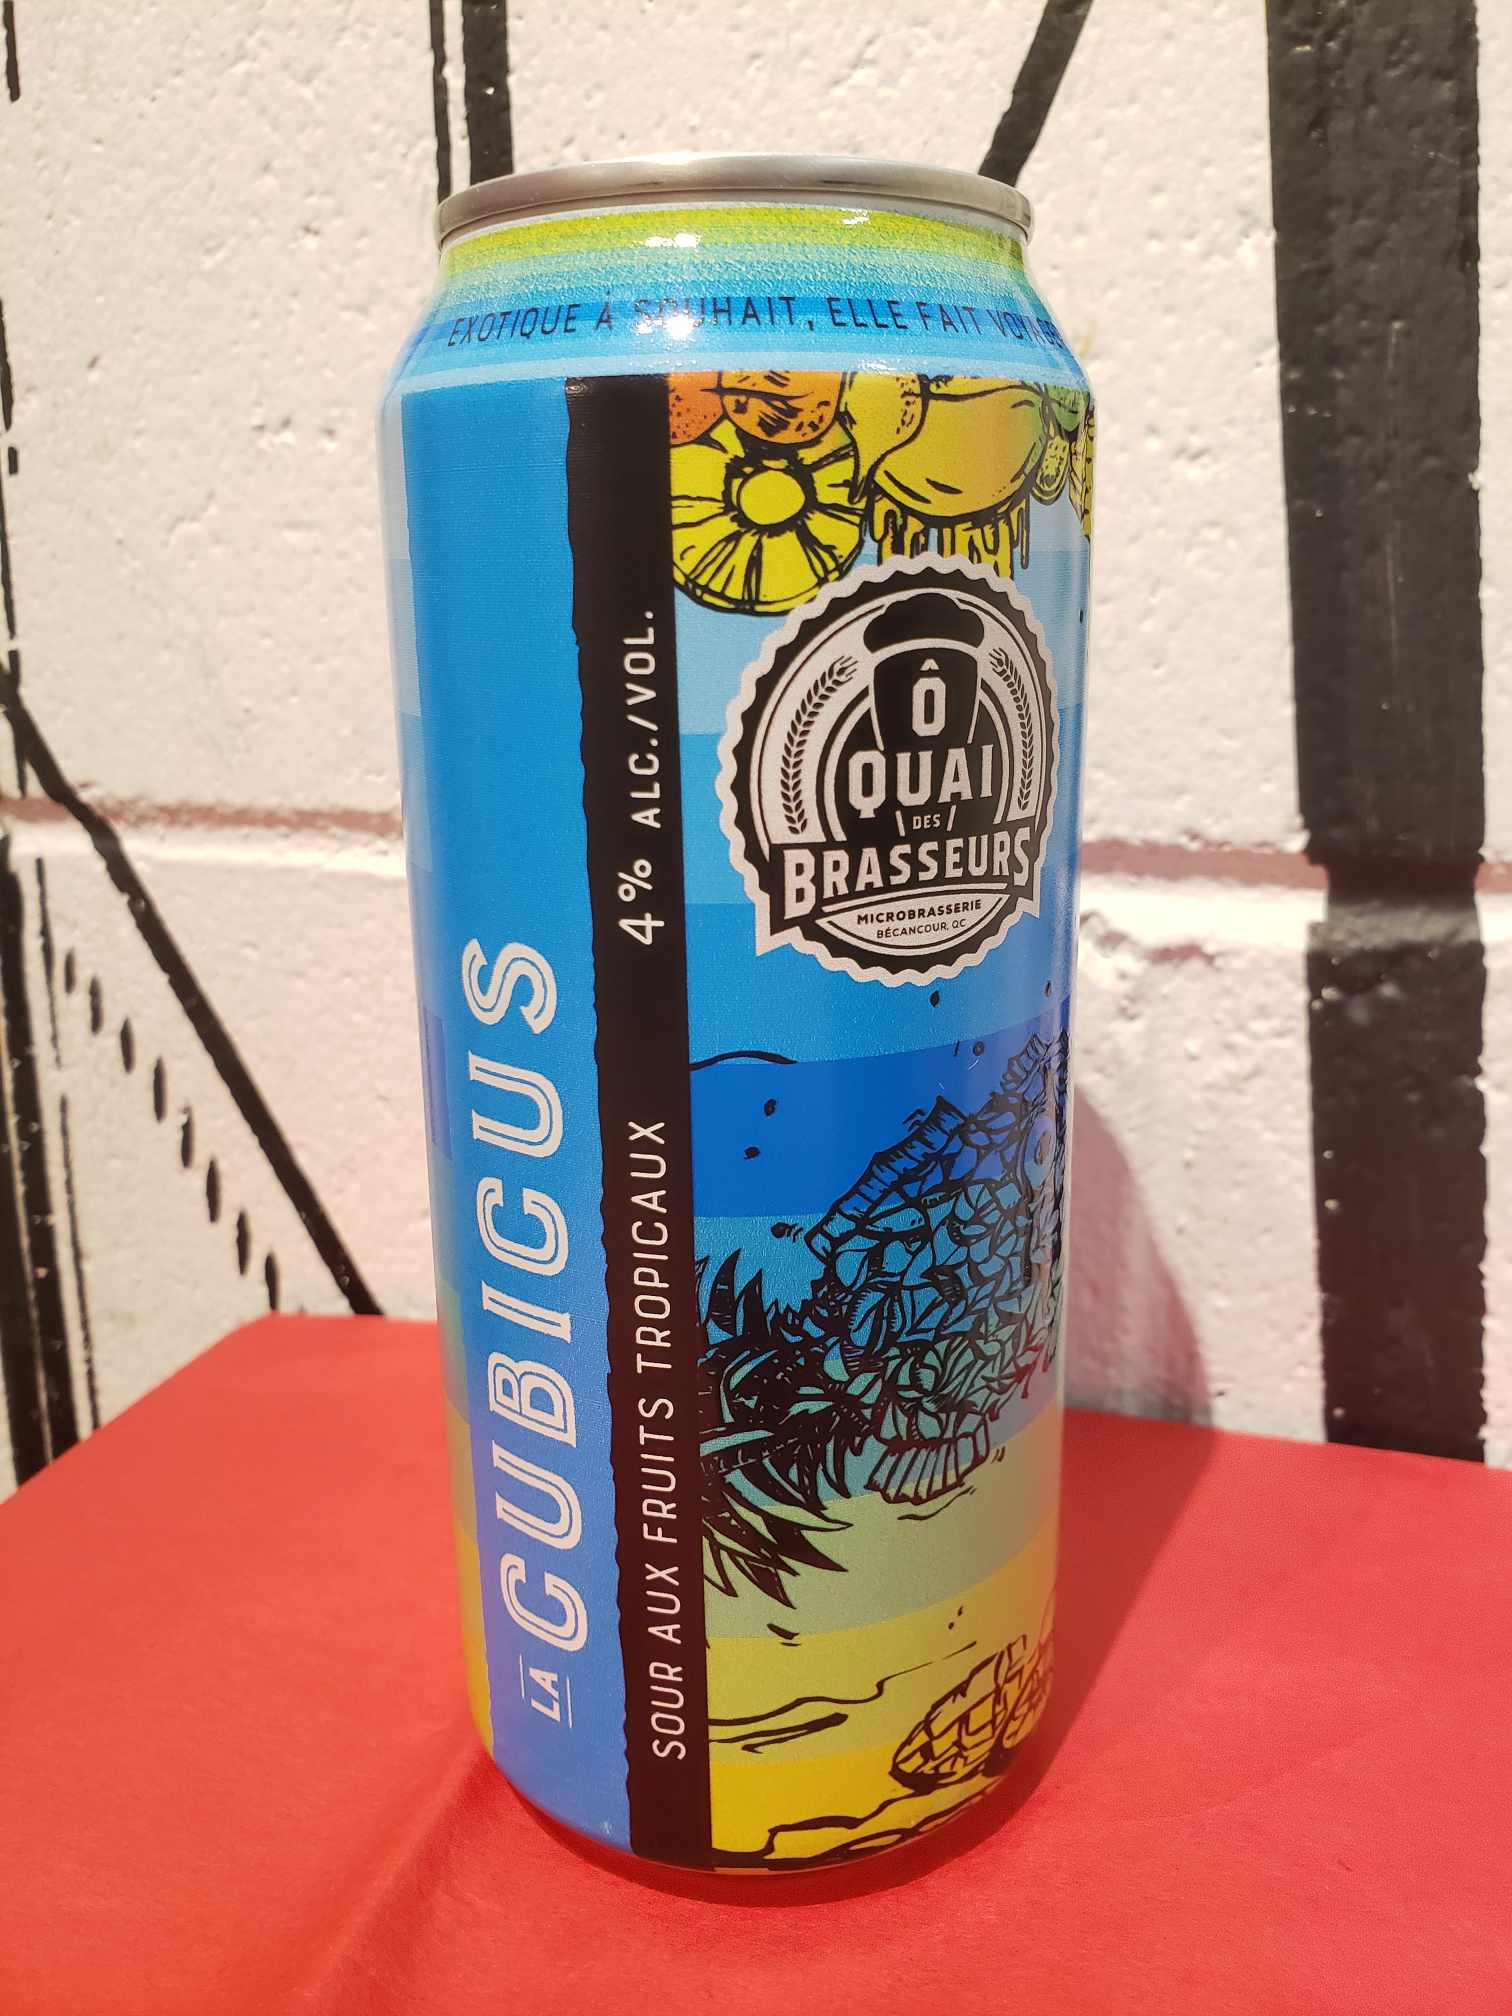 EXOTIQUE À SOUHAIT, ELLE FAIT
LA CUBICUS
SOUR AUX FRUITS TROPICAUX 4% ALC./VOL.
Ô
QUAI
DES
BRASSEURS
MICROBRASSERIE
BÉCANCOUR, QC